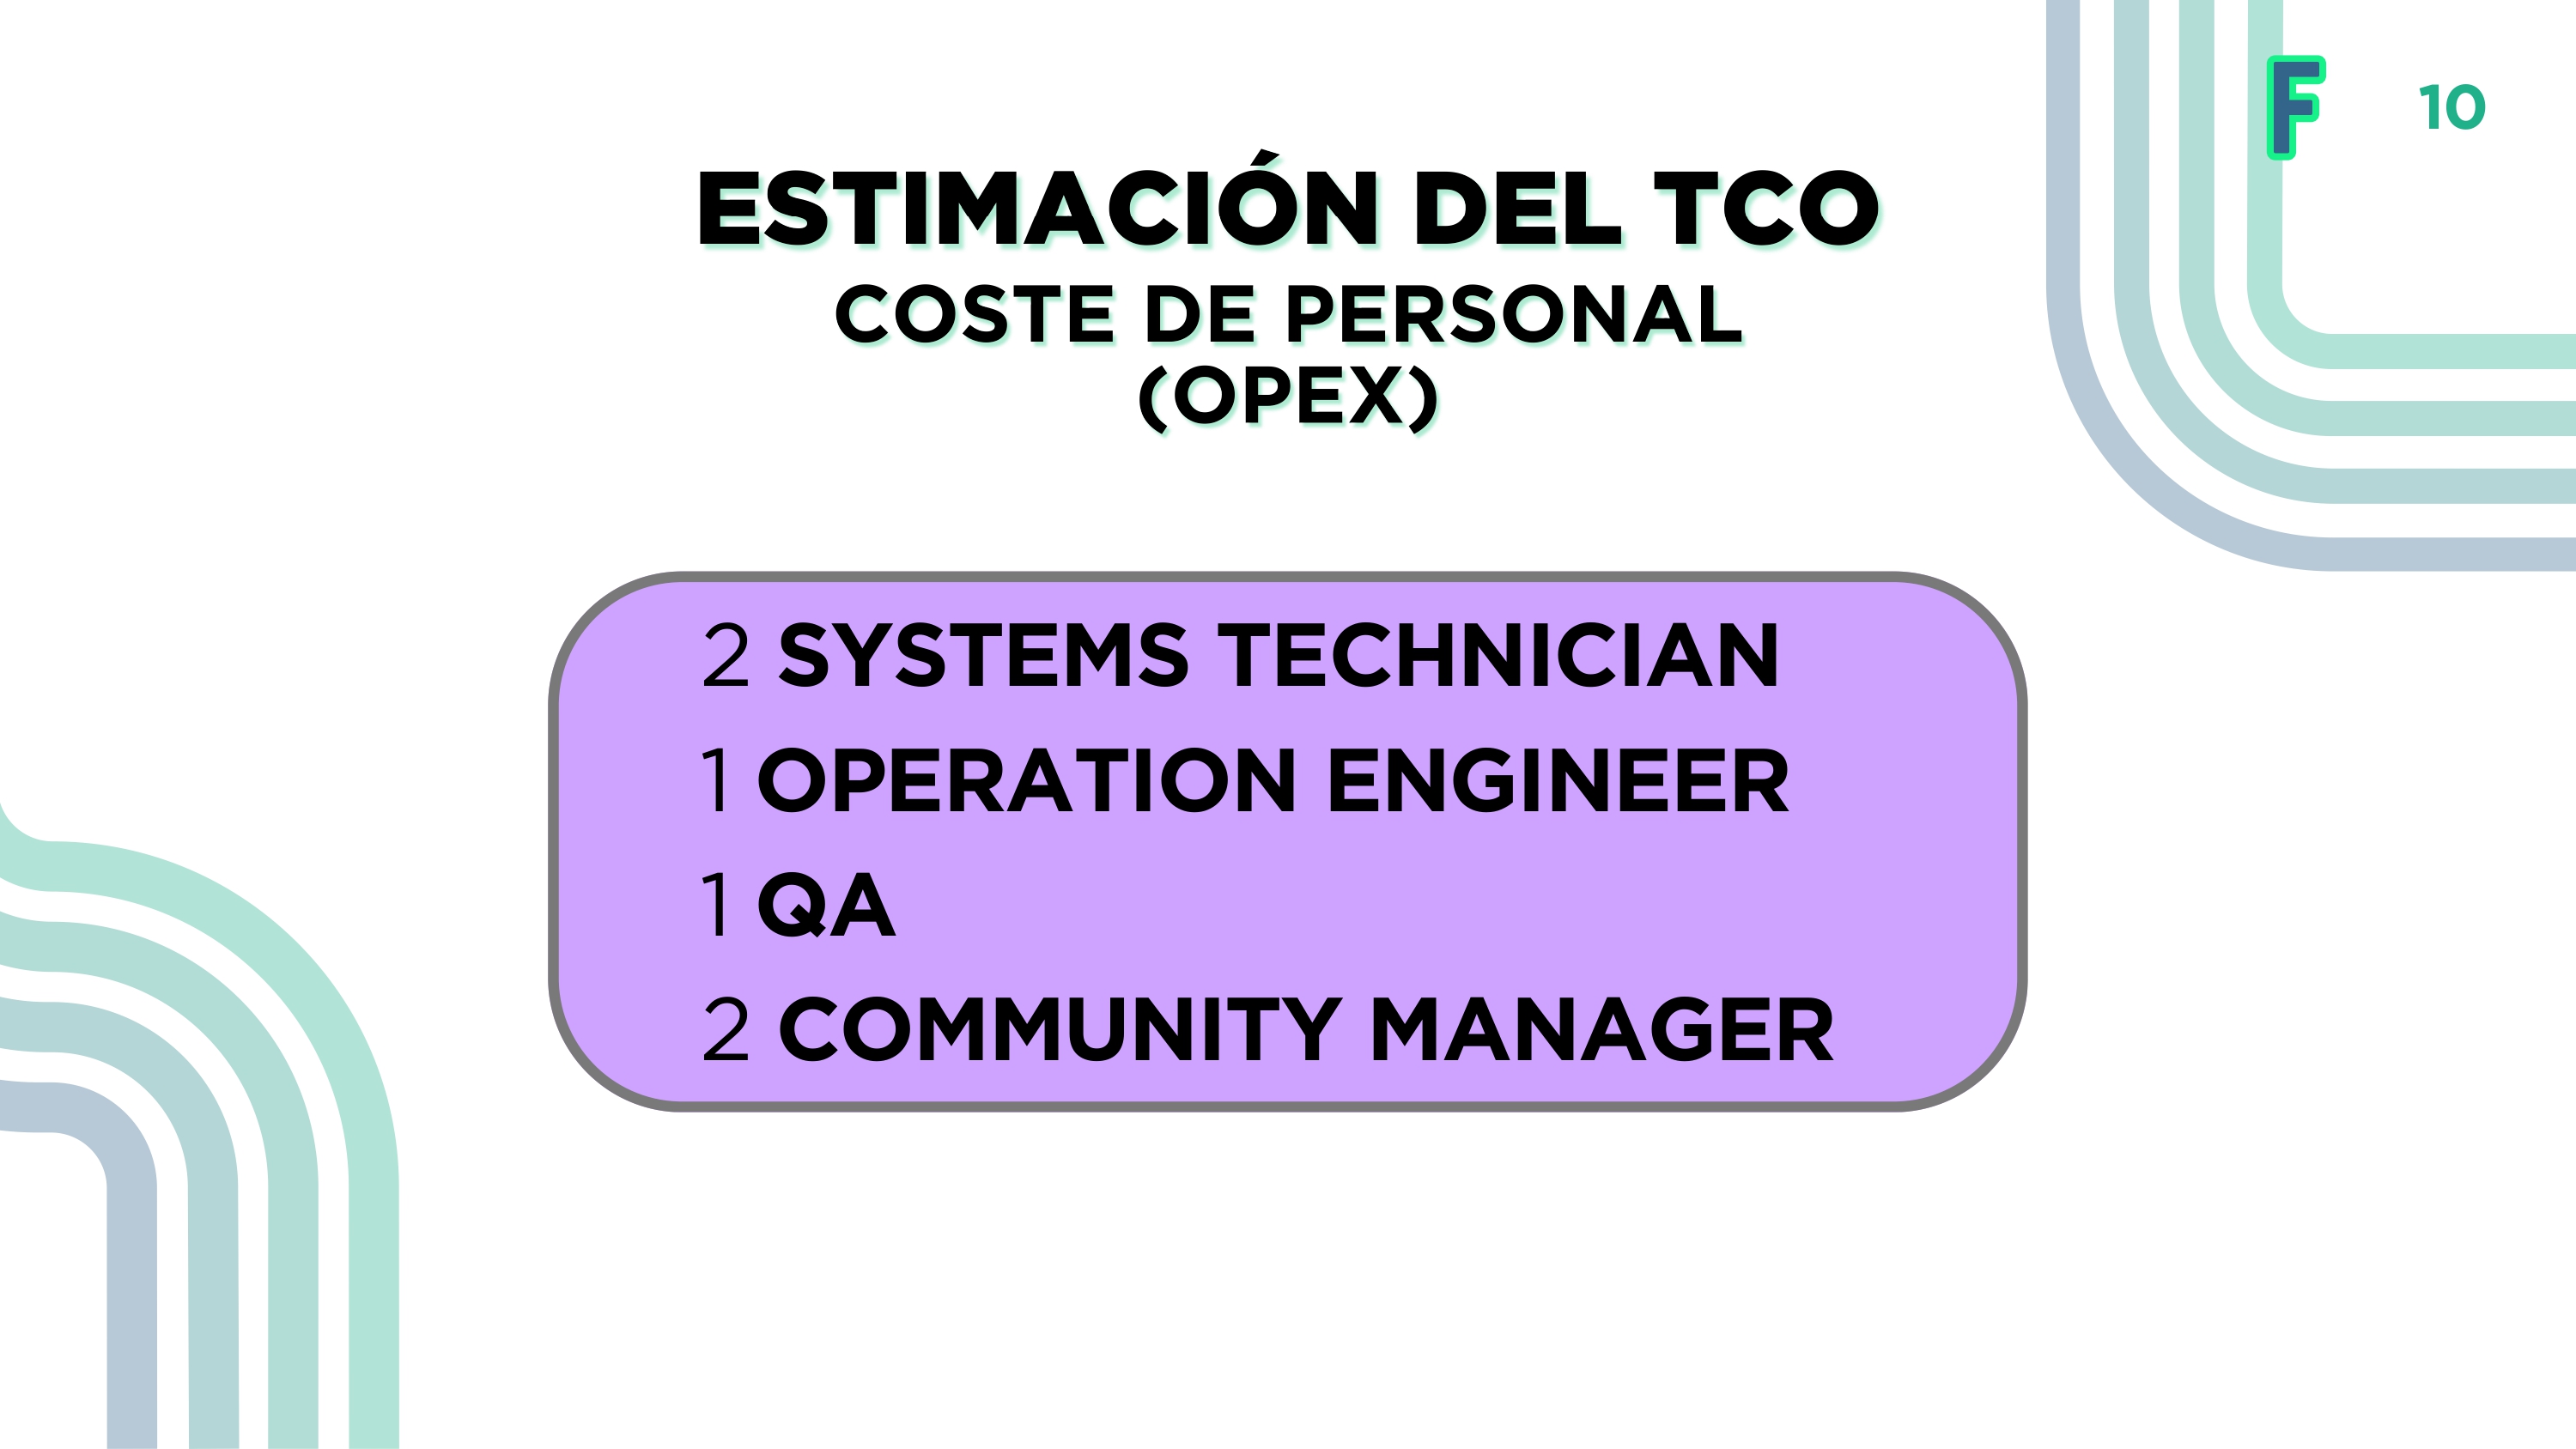 F
10
ESTIMACIÓN DEL TCO
COSTE DE PERSONAL
(OPEX)
2 SYSTEMS TECHNICIAN
1 OPERATION ENGINEER
1 QA
2 COMMUNITY MANAGER